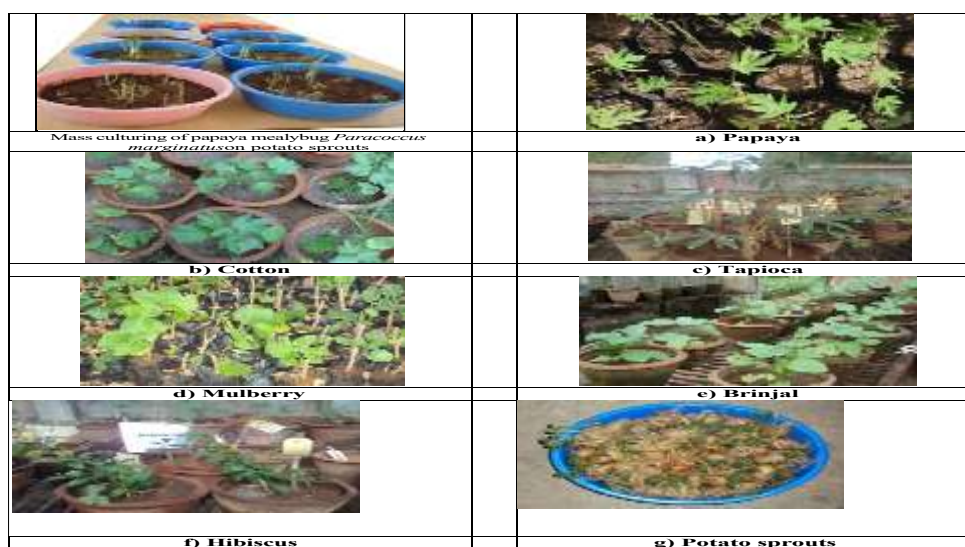 Mass culturing of papaya mealybug Paracoccus
marginatuson potato sprouts
a) Papaya
b) Cotton
c) Tapioca
d) Mulberry
e) Brinjal
f) Hibiscus
g) Potato sprouts